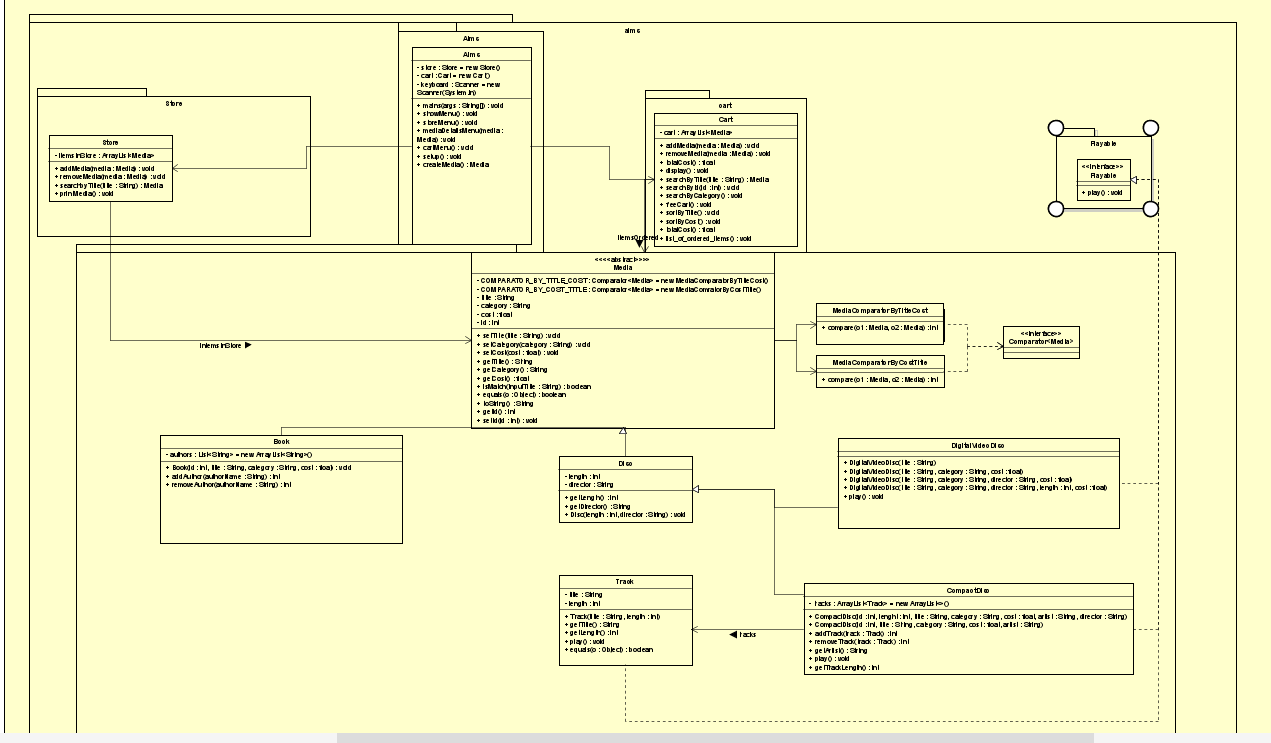 aims
Aims
Aims
- store : Store = new Store()
- cart : Cart = new Cart()
- keyboard : Scanner = new
Scanner(System.in)
+ mains(args : String[]) : void
+ showMenu() : void
+ storeMenu() : void
+ mediaDetailsMenu(media :
Media) : void
+ cartMenu() : void
+ setup() : void
+ createMedia() : Media
Store
Store
- itemsInStore : ArrayList<Media>
+ addMedia(media : Media) : void
+ removeMedia(media : Media) : void
+ searchbyTitle(title : String) : Media
+ printMedia() : void
cart
Cart
- cart : ArrayList<Media>
+ addMedia(media : Media) : void
+ removeMedia(media : Media) : void
+ totalCost() : float
+ display() : void
+ searchByTitle(title : String) : Media
+ searchById(id : int) : void
+ searchByCategory() : void
+ feeCart() : void
+ sortByTitle() : void
+ sortByCost() : void
+ totalCost() : float
+ list_of_ordered_items() : void
itemsOrdered
Playable
<<interface>>
Playable
+ play() : void
<<<<abstract>>>>
Media
- COMPARATOR_BY_TITLE_COST : Comparator<Media> = new MediaComparatorByTitleCost()
- COMPARATOR_BY_COST_TITLE : Comparator<Media> = new MediaComratorByCostTitle()
- title : String
- category : String
- cost : float
- id : int
+ setTitle(title : String) : void
+ setCategory(category : String) : void
+ setCost(cost : float) : void
+ getTitle() : String
+ getCategory() : String
+ getCost() : float
+ isMatch(inputTitle : String) : boolean
+ equals(o : Object) : boolean
+ toString() : String
+ getId() : int
+ setId(id : int) : void
itemsInStore
MediaComparatorByTitleCost
+ compare(o1 : Media, o2 : Media) : int
MediaComparatorByCostTitle
+ compare(o1 : Media, o2 : Media) : int
<<interface>>
Comparator<Media>
Book
- authors : List<String> = new ArrayList<String>()
+ Book(id : int, title : String, category : String, cost : float) : void
+ addAuthor(authorName : String) : int
+ removeAuthor(authorName : String) : int
Disc
- length : int
- director : String
+ getLength() : int
+ getDirector() : String
+ Disc(length : int, director : String) : void
DigitalVideoDisc
+ DigitalVideoDisc(title : String)
+ DigitalVideoDisc(title : String, category : String, cost : float)
+ DigitalVideoDisc(title : String, category : String, director : String, cost : float)
+ DigitalVideoDisc(title : String, category : String, director : String, length : int, cost : float)
+ play() : void
Track
- title : String
- length : int
+ Track(title : String, length : int)
+ getTitle() : String
+ getLength() : int
+ play() : void
+ equals(o : Object) : boolean
tracks
CompactDisc
- tracks : ArrayList<Track> = new ArrayList<>()
+ CompactDisc(id : int, lenght : int, title : String, category : String, cost : float, artist : String, director : String)
+ CompactDisc(id : int, title : String, category : String, cost : float, artist : String)
+ addTrack(track : Track) : int
+ removeTrack(track : Track) : int
+ getArtist() : String
+ play() : void
+ getTrackLength() : int